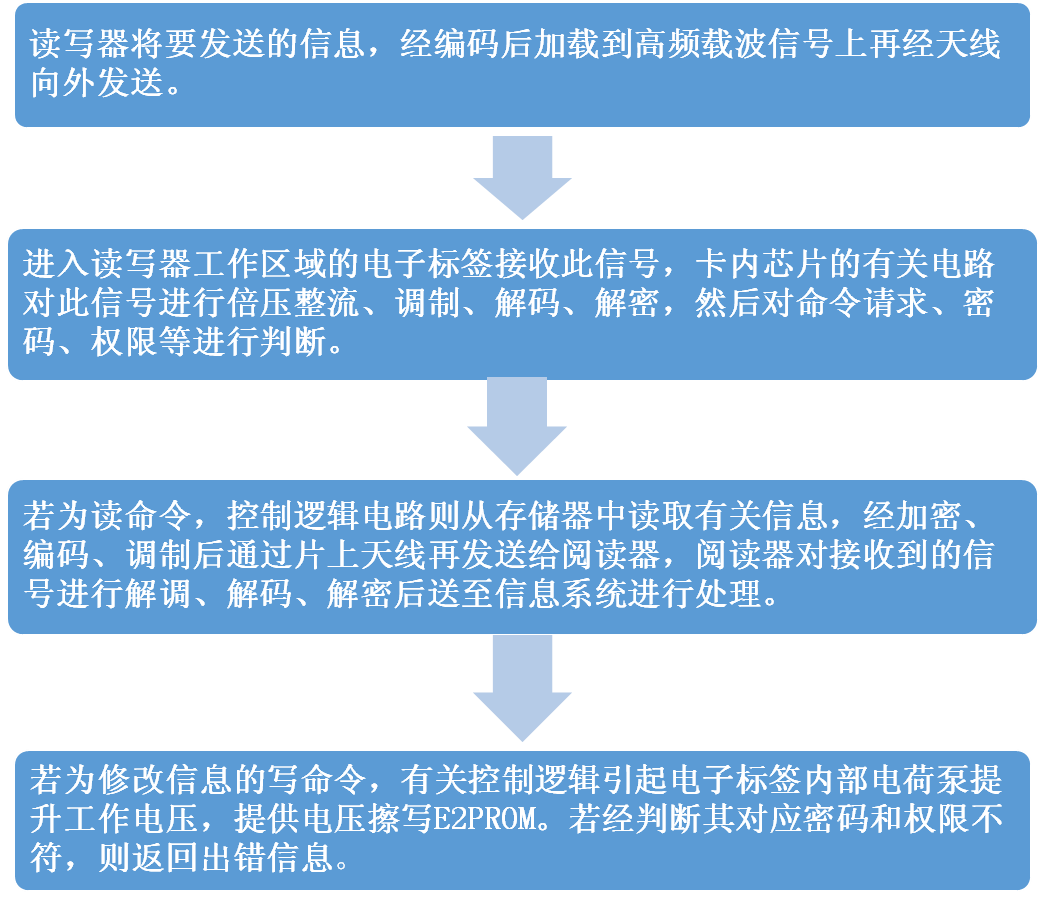 读写器将要发送的信息，经编码后加载到高频载波信号上再经天线
向外发送。
进入读写器工作区域的电子标签接收此信号，卡内芯片的有关电路
对此信号进行倍压整流、调制、解码、解密，然后对命令请求、密
码、权限等进行判断。
若为读命令，控制逻辑电路则从存储器中读取有关信息，经加密、
编码、调制后通过片上天线再发送给阅读器，阅读器对接收到的信
号进行解调、解码、解密后送至信息系统进行处理。
若为修改信息的写命令，有关控制逻辑引起电子标签内部电荷泵提
升工作电压，提供电压擦写E2PROM。若经判断其对应密码和权限不
符，则返回出错信息。